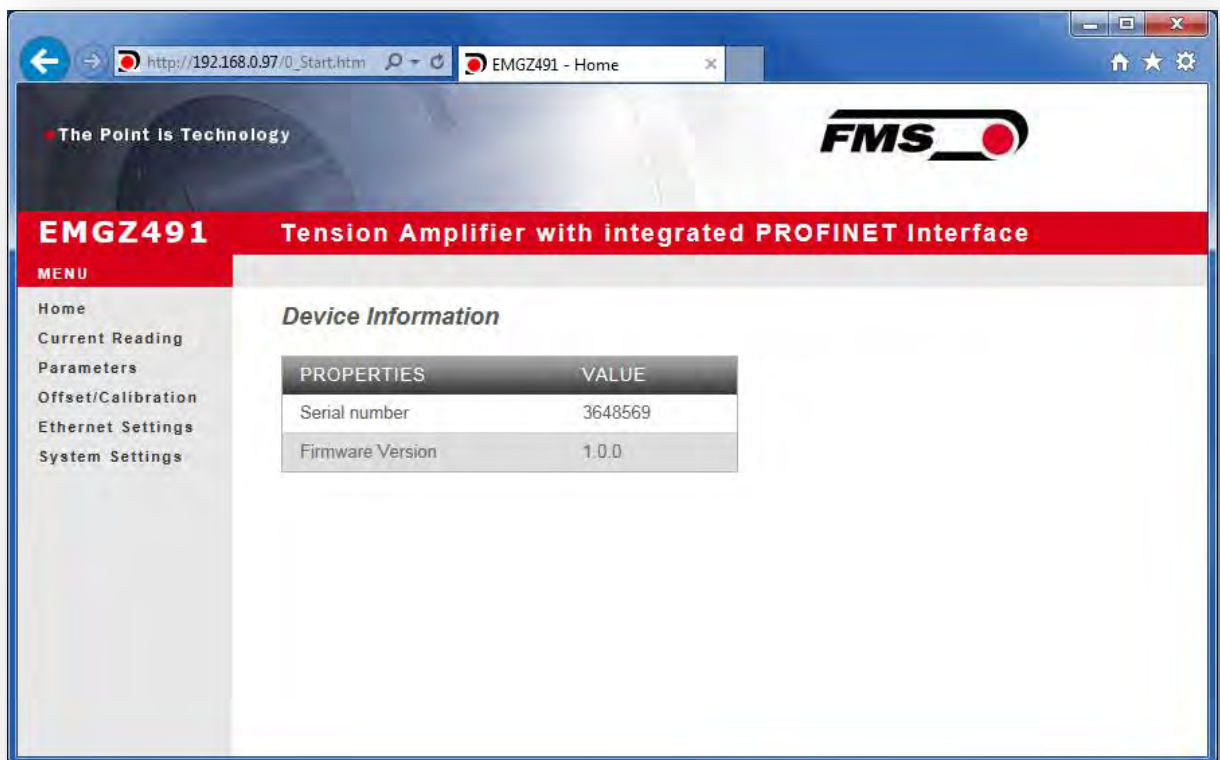 http://192.168.0.97/0_Start.htm
EMGZ491 - Home
The Point is Technology
FMS
EMGZ491
Tension Amplifier with integrated PROFINET Interface
MENU
Home
Current Reading
Parameters
Offset/Calibration
Ethernet Settings
System Settings
Device Information
PROPERTIES VALUE
Serial number 3648569
Firmware Version 1.0.0